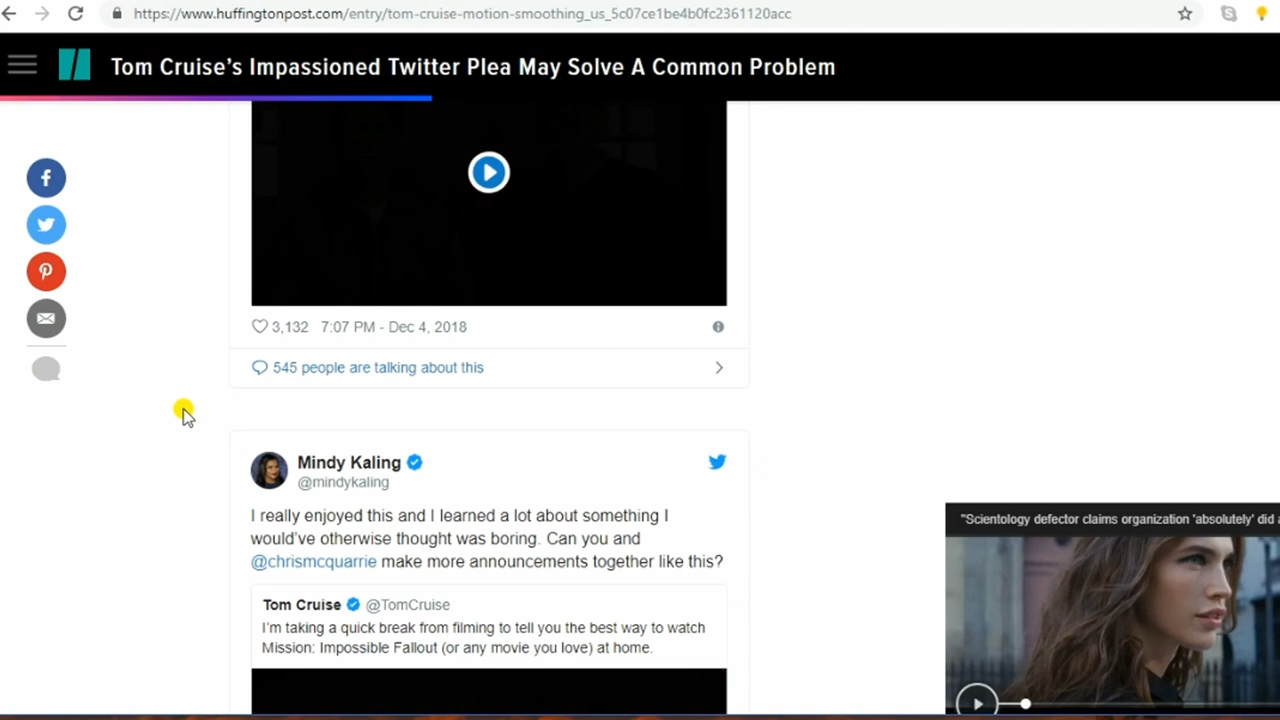 https://www.huffingtonpost.com/entry/tom-cruise-motion-smoothing_us_5c07ce1be4b0fc2361120acc
Tom Cruise's Impassioned Twitter Plea May Solve A Common Problem
3,132 7:07 PM - Dec 4, 2018
545 people are talking about this
Mindy Kaling
@mindykaling
I really enjoyed this and I learned a lot about something I
would've otherwise thought was boring. Can you and
@chrismcquarrie make more announcements together like this?
Tom Cruise @TomCruise
I'm taking a quick break from filming to tell you the best way to watch
Mission: Impossible Fallout (or any movie you love) at home.
"Scientology defector claims organization 'absolutely' did a